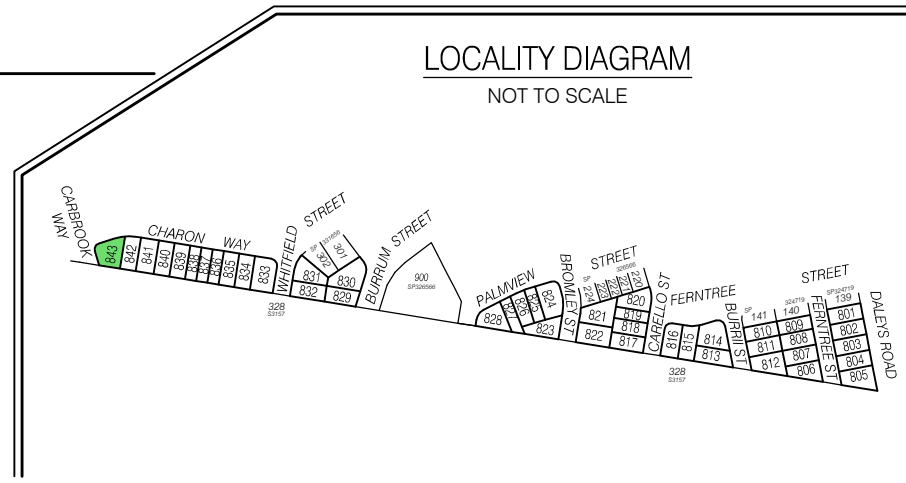 LOCALITY DIAGRAM
NOT TO SCALE
CARBROOK
WAY
843
842
841
840
839
838
837
836
835
834
833
CHARON WAY
WHITFIELD
STREET
SP 331656
302
301
831
830
832
829
328
S3157
BURRUM STREET
900
SP326566
PALMVIEW
828
827
826
825
824
823
BROMLEY ST
STREET
SP 326566
224
223
222
221
220
821
820
819
818
822
817
CARELLO ST
FERNTREE
816
815
814
813
328
S3157
BURRII ST
STREET
SP 324719
141
140
810
809
811
808
807
812
806
FERNTREE ST
SP324719
139
801
802
803
804
805
DALEYS ROAD